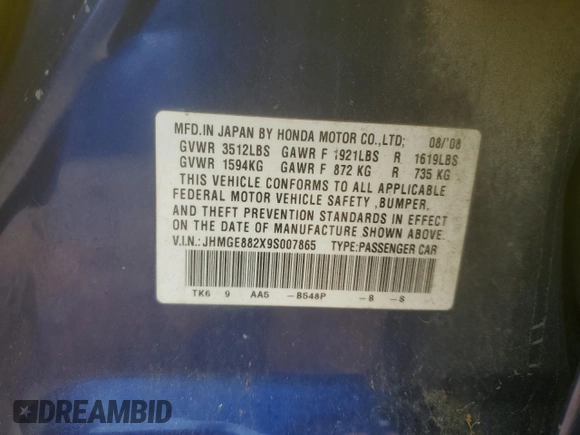 MFD.IN JAPAN BY HONDA MOTOR CO.,LTD; 08/'08
GVWR 3512LBS GAWR F 1921LBS R 1619LBS
GVWR 1594KG GAWR F 872 KG R 735 KG
THIS VEHICLE CONFORMS TO ALL APPLICABLE
FEDERAL MOTOR VEHICLE SAFETY ,BUMPER,
AND THEFT PREVENTION STANDARDS IN EFFECT
ON THE DATE OF MANUFACTURE SHOWN ABOVE.
V.I.N.:JHMGE882X9S007865 TYPE:PASSENGER CAR
TK6 9 AA5 -B548P -B -S
DREAMBID